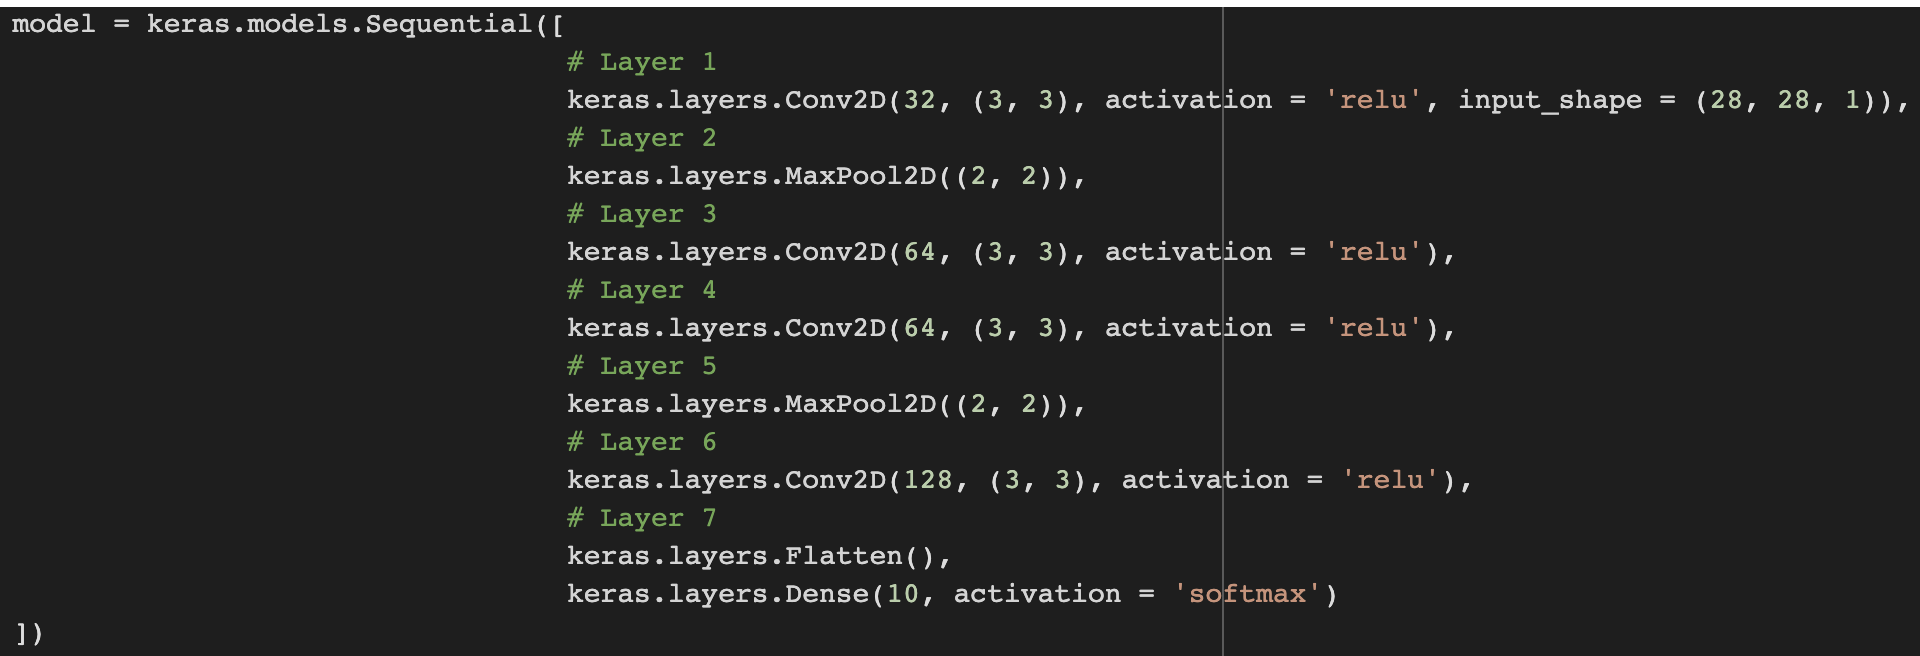 model = keras.models.Sequential([
# Layer 1
keras.layers.Conv2D(32, (3, 3), activation = 'relu', input_shape = (28, 28, 1)),
# Layer 2
keras.layers.MaxPool2D((2, 2)),
# Layer 3
keras.layers.Conv2D(64, (3, 3), activation = 'relu'),
# Layer 4
keras.layers.Conv2D(64, (3, 3), activation = 'relu'),
# Layer 5
keras.layers.MaxPool2D((2, 2)),
# Layer 6
keras.layers.Conv2D(128, (3, 3), activation = 'relu'),
# Layer 7
keras.layers.Flatten(),
keras.layers.Dense(10, activation = 'softmax')
])